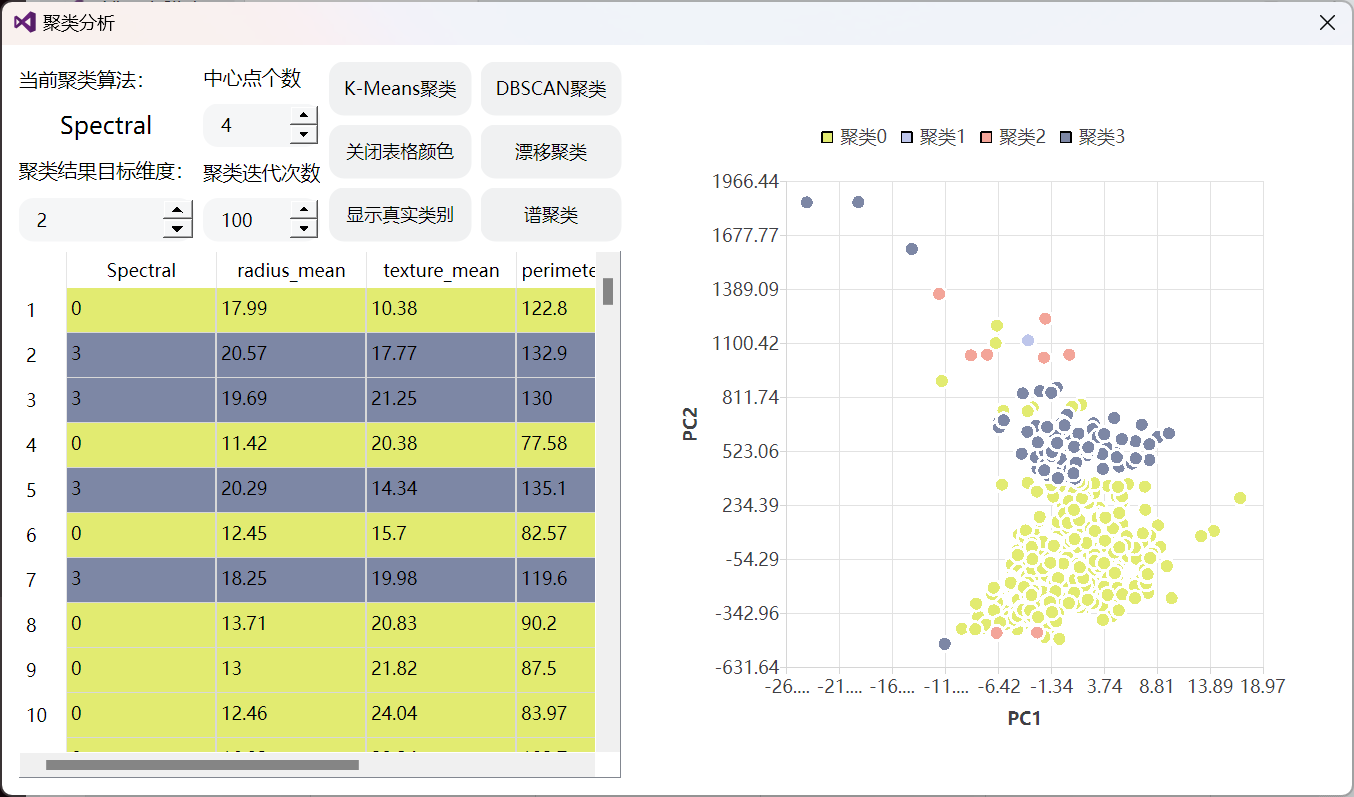 聚类分析
当前聚类算法：
中心点个数
K-Means聚类
DBSCAN聚类
Spectral
4
关闭表格颜色
漂移聚类
聚类结果目标维度：
聚类迭代次数
2
100
显示真实类别
谱聚类
Spectral radius_mean texture_mean perimete
1 0 17.99 10.38 122.8
2 3 20.57 17.77 132.9
3 3 19.69 21.25 130
4 0 11.42 20.38 77.58
5 3 20.29 14.34 135.1
6 0 12.45 15.7 82.57
7 3 18.25 19.98 119.6
8 0 13.71 20.83 90.2
9 0 13 21.82 87.5
10 0 12.46 24.04 83.97
聚类0 聚类1 聚类2 聚类3
1966.44
1677.77
1389.09
1100.42
811.74
523.06
234.39
-54.29
-342.96
-631.64
PC2
-26.... -21.... -16.... -11.... -6.42 -1.34 3.74 8.81 13.89 18.97
PC1